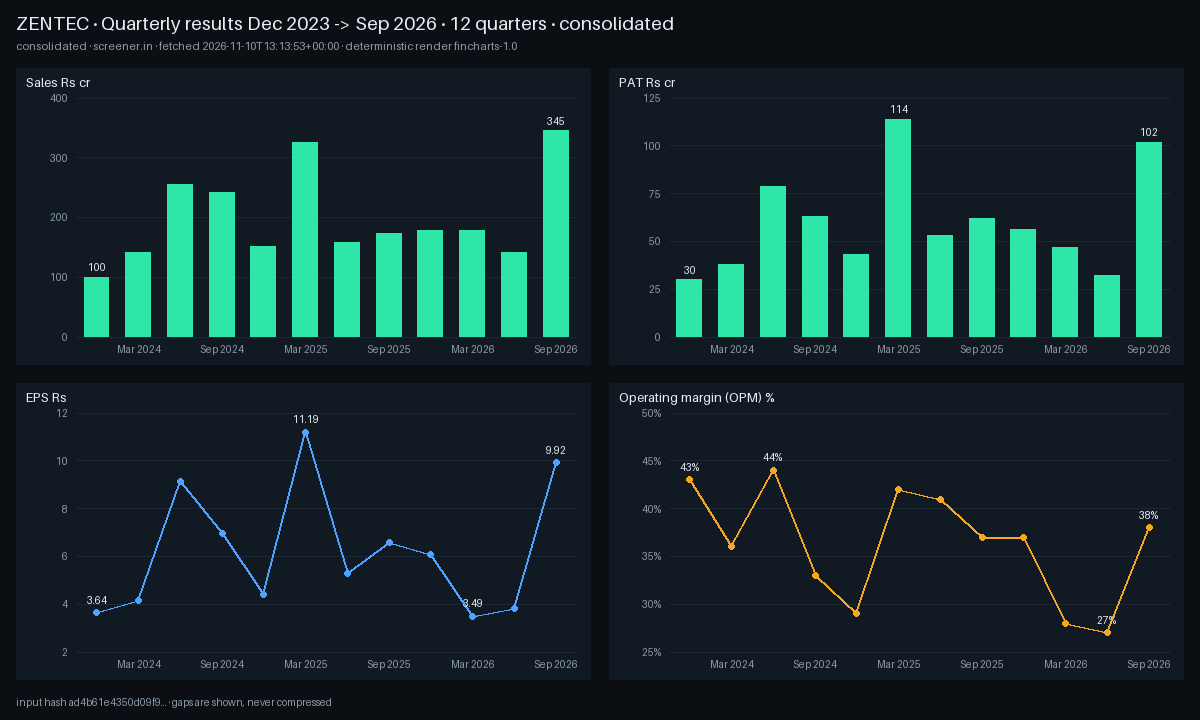 ZENTEC · Quarterly results Dec 2023 -> Sep 2026 · 12 quarters · consolidated
consolidated · screener.in · fetched 2026-11-10T13:13:53+00:00 · deterministic render fincharts-1.0
Sales Rs cr
400
300
200
100
0
100
345
Mar 2024
Sep 2024
Mar 2025
Sep 2025
Mar 2026
Sep 2026
PAT Rs cr
125
100
75
50
25
0
30
114
102
Mar 2024
Sep 2024
Mar 2025
Sep 2025
Mar 2026
Sep 2026
EPS Rs
12
10
8
6
4
2
3.64
11.19
3.49
9.92
Mar 2024
Sep 2024
Mar 2025
Sep 2025
Mar 2026
Sep 2026
Operating margin (OPM) %
50%
45%
40%
35%
30%
25%
43%
44%
27%
38%
Mar 2024
Sep 2024
Mar 2025
Sep 2025
Mar 2026
Sep 2026
input hash ad4b61e4350d09f9… · gaps are shown, never compressed